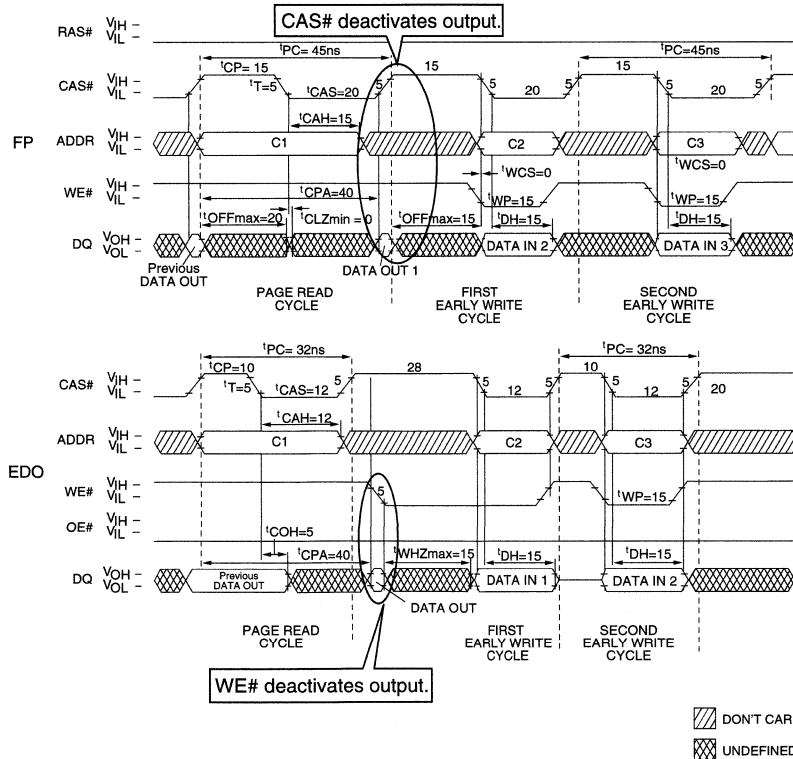 CAS# deactivates output.
RAS# VIH –
VIL –
tPC= 45ns
tPC=45ns
tCP= 15
15
15
CAS# VIH –
VIL –
tT=5
tCAS=20
5
5
20
5
5
20
5
tCAH=15
FP
ADDR VIH –
VIL –
C1
C2
C3
tWCS=0
tWCS=0
WE# VIH –
VIL –
tCPA=40
tWP=15
tWP=15
tOFFmax=20
tCLZmin = 0
tOFFmax=15
tDH=15
tDH=15
DQ VOH –
VOL –
DATA IN 2
DATA IN 3
Previous
DATA OUT
DATA OUT 1
PAGE READ
CYCLE
FIRST
EARLY WRITE
CYCLE
SECOND
EARLY WRITE
CYCLE
tPC= 32ns
tPC= 32ns
tCP=10
28
10
CAS# VIH –
VIL –
tT=5
tCAS=12
5
5
12
5
5
12
5
20
tCAH=12
ADDR VIH –
VIL –
C1
C2
C3
EDO
WE# VIH –
VIL –
5
tWP=15
OE# VIH –
VIL –
tCOH=5
tCPA=40
tWHZmax=15
tDH=15
tDH=15
DQ VOH –
VOL –
Previous
DATA OUT
DATA IN 1
DATA IN 2
DATA OUT
PAGE READ
CYCLE
FIRST
EARLY WRITE
CYCLE
SECOND
EARLY WRITE
CYCLE
WE# deactivates output.
DON'T CAR
UNDEFINED